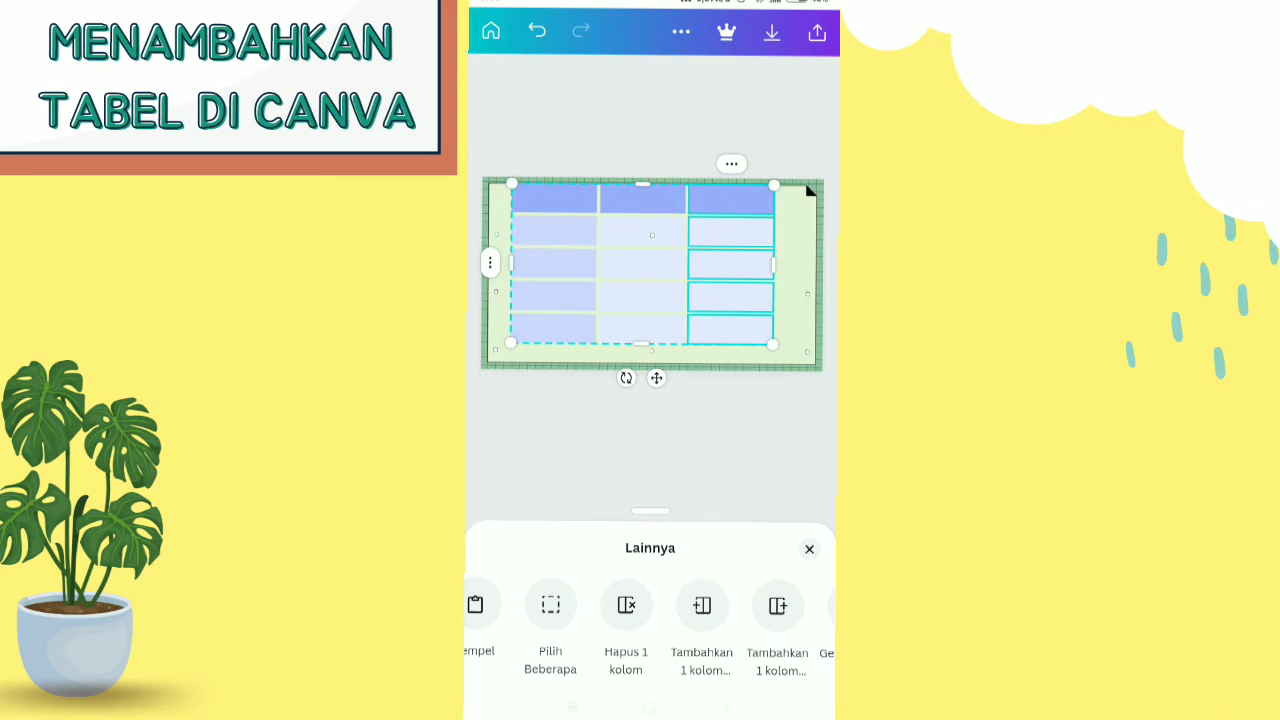 MENAMBAHKAN
TABEL DI CANVA
Lainnya
empel
Pilih
Beberapa
Hapus 1
kolom
Tambahkan
1 kolom...
Tambahkan
1 kolom...
Ge